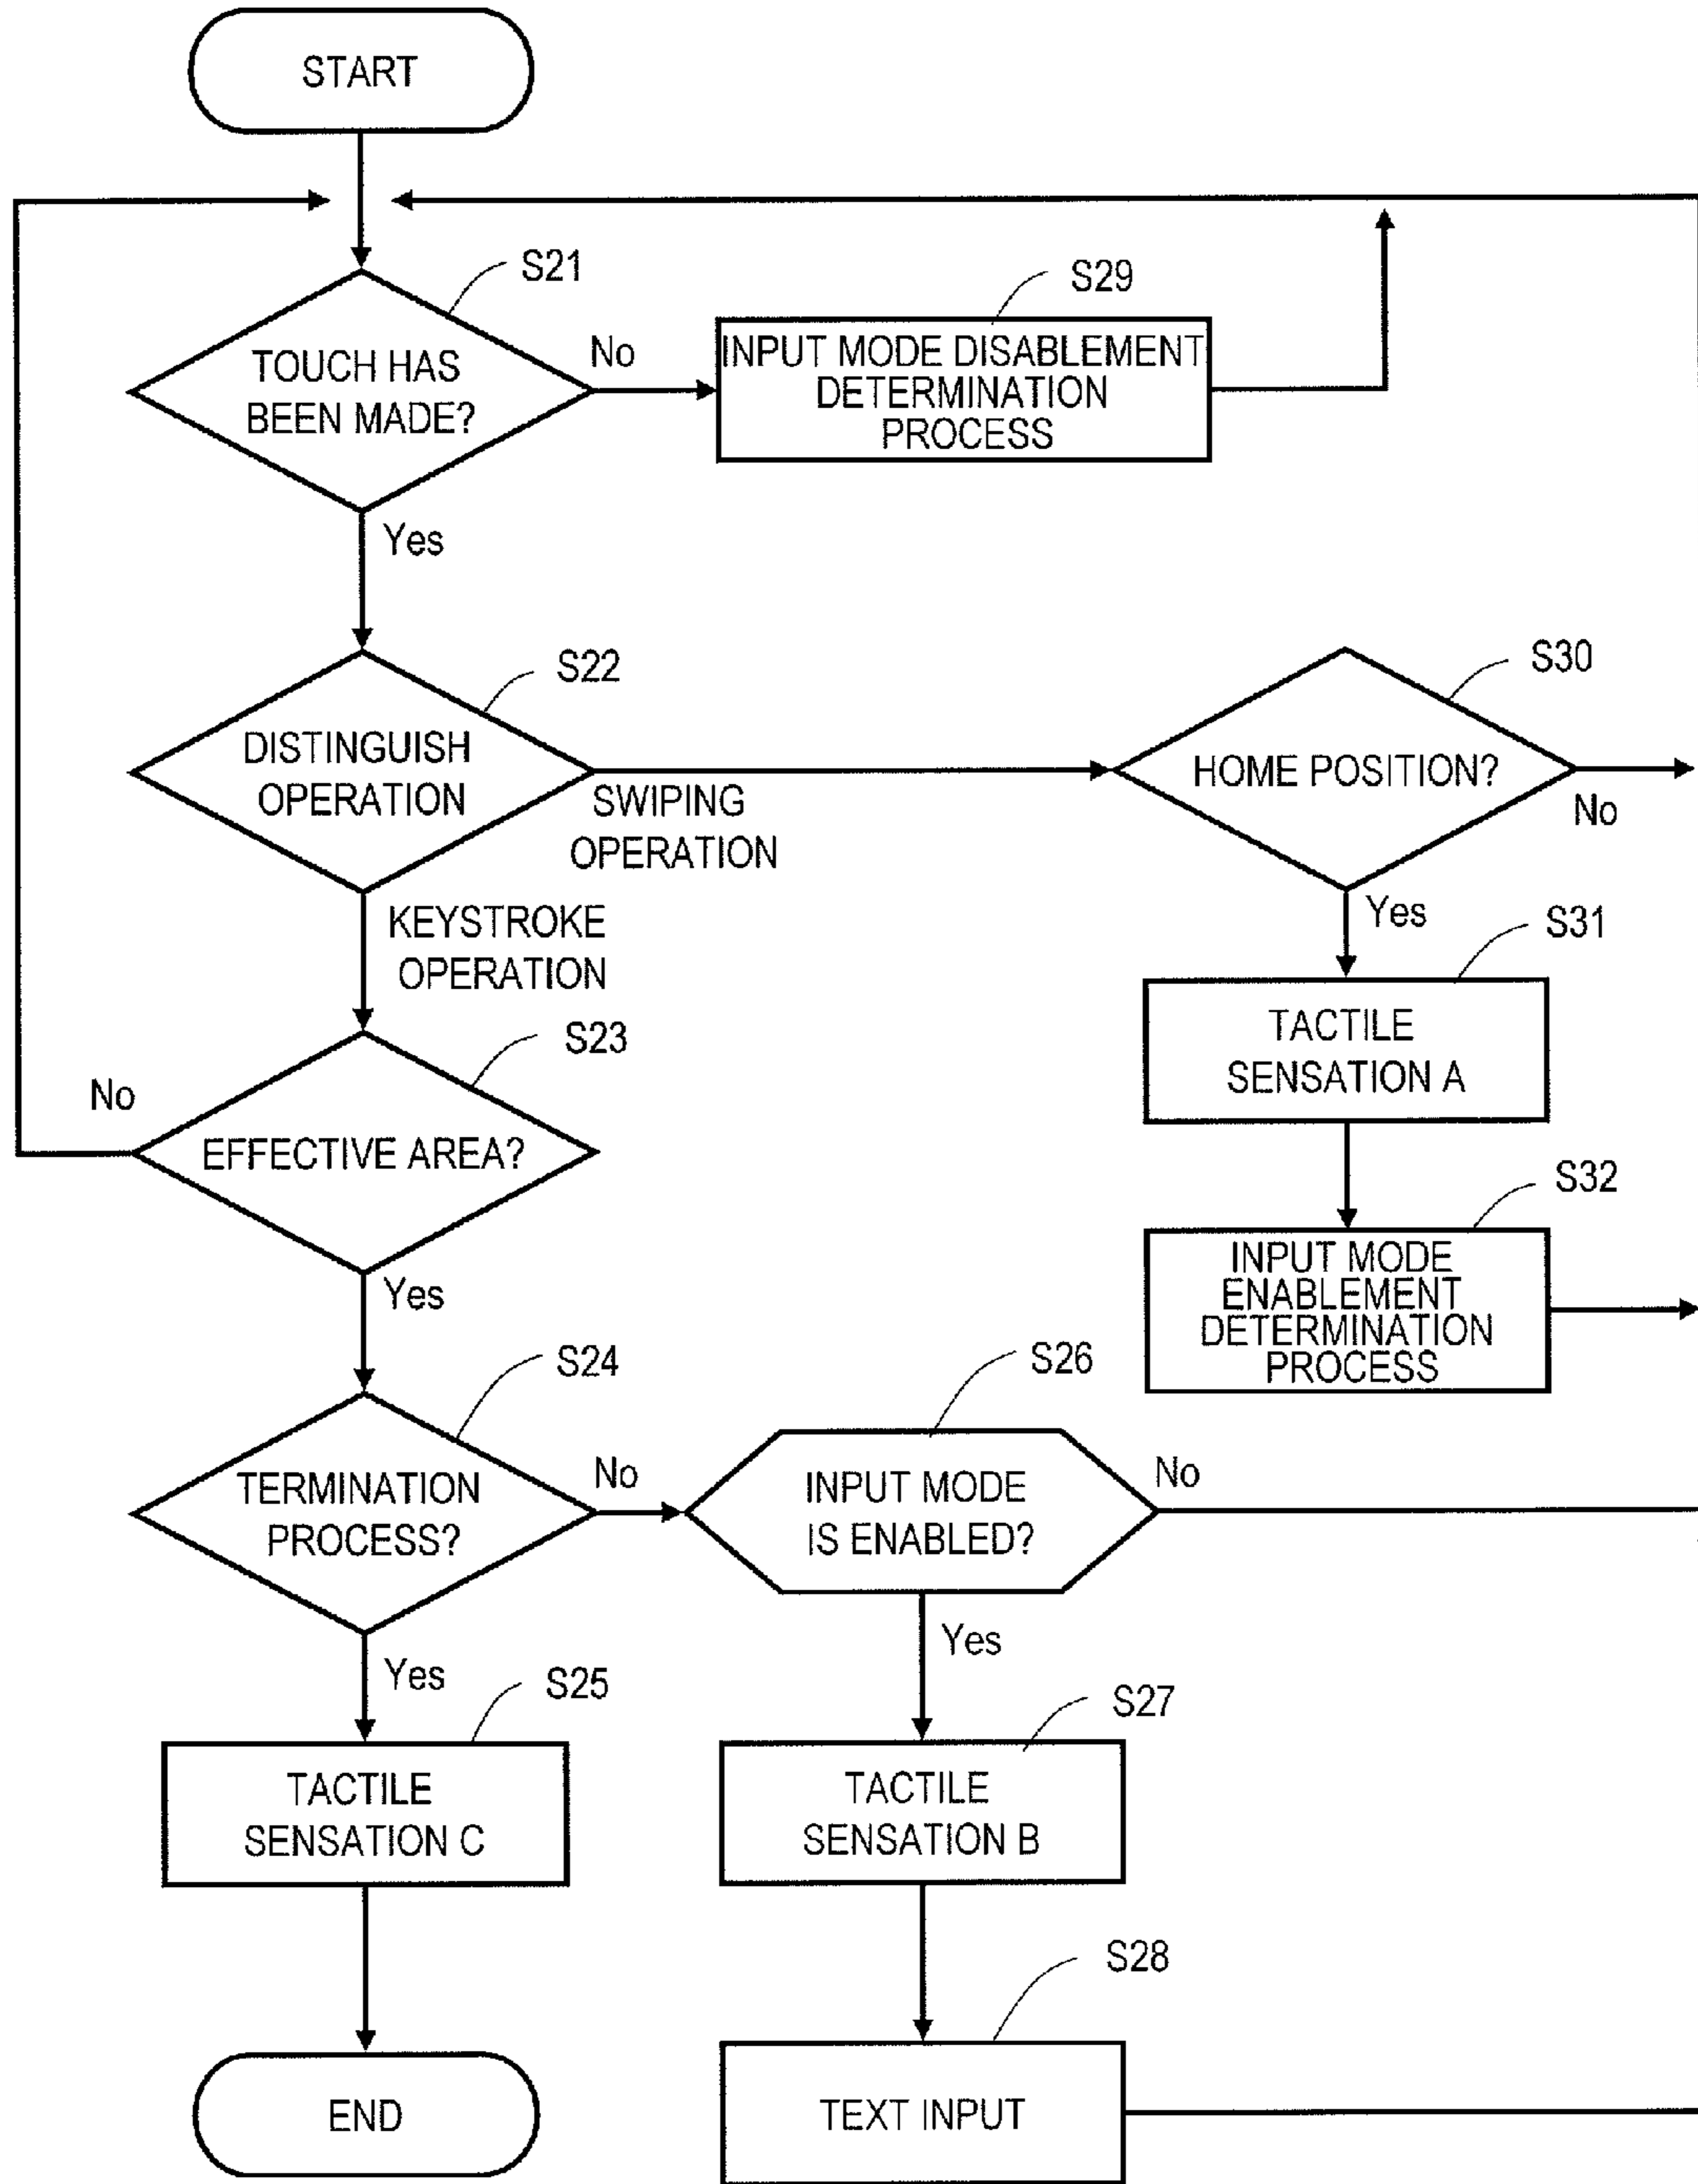 START
S21
TOUCH HAS
BEEN MADE?
No
S29
INPUT MODE DISABLEMENT
DETERMINATION
PROCESS
Yes
S22
DISTINGUISH
OPERATION
SWIPING
OPERATION
S30
HOME POSITION?
No
KEYSTROKE
OPERATION
Yes
S31
TACTILE
SENSATION A
S23
No
EFFECTIVE AREA?
S32
INPUT MODE
ENABLEMENT
DETERMINATION
PROCESS
Yes
S24
TERMINATION
PROCESS?
No
S26
INPUT MODE
IS ENABLED?
No
Yes
S25
TACTILE
SENSATION C
Yes
S27
TACTILE
SENSATION B
S28
END
TEXT INPUT